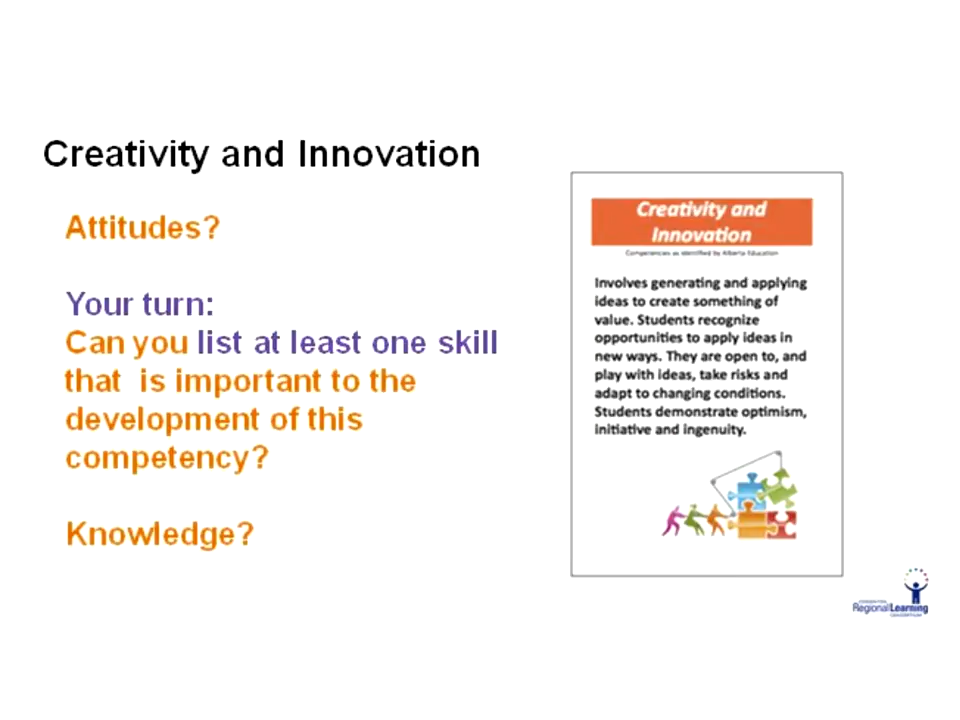 Creativity and Innovation
Attitudes?
Your turn:
Can you list at least one skill
that is important to the
development of this
competency?
Knowledge?
Creativity and
Innovation
Competencies as identified by Alberta Education
Involves generating and applying
ideas to create something of
value. Students recognize
opportunities to apply ideas in
new ways. They are open to, and
play with ideas, take risks and
adapt to changing conditions.
Students demonstrate optimism,
initiative and ingenuity.
Regional Learning
CONSORTIUM